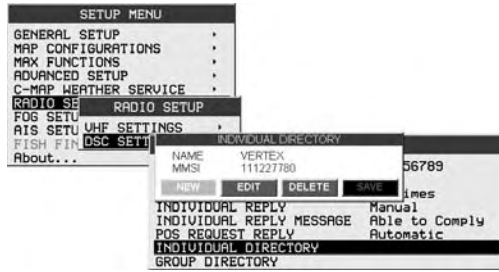 SETUP MENU
GENERAL SETUP
MAP CONFIGURATIONS
MAX FUNCTIONS
ADVANCED SETUP
C-MAP WEATHER SERVICE
RADIO SE
RADIO SETUP
FOG SETU
AIS SETU
VHF SETTINGS
FISH FIN
DSC SETT
About...
INDIVIDUAL DIRECTORY
NAME VERTEX
MMSI 111227780
56789
NEW EDIT DELETE SAVE
imes
INDIVIDUAL REPLY Manual
INDIVIDUAL REPLY MESSAGE Able to Comply
POS REQUEST REPLY Automatic
INDIVIDUAL DIRECTORY
GROUP DIRECTORY